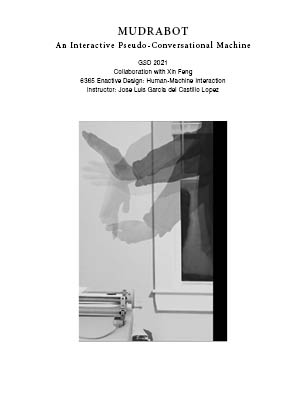 MUDRABOT
An Interactive Pseudo-Conversational Machine
GSD 2021
Collaboration with Xin Feng
6365 Enactive Design: Human-Machine Interaction
Instructor: Jose Luis García del Castillo Lopez